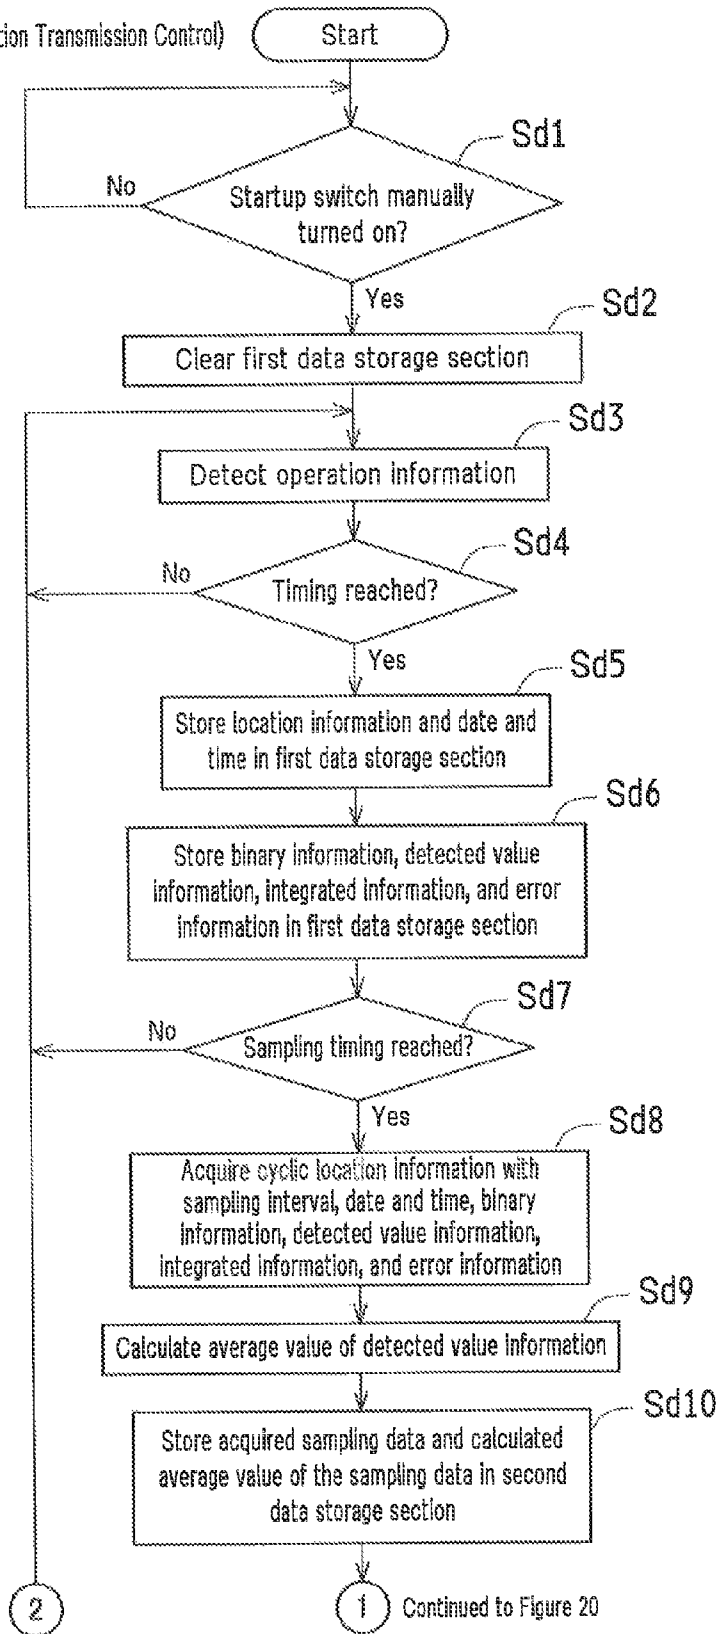 tion Transmission Control)
Start
Sd1
No
Startup switch manually
turned on?
Yes
Sd2
Clear first data storage section
Sd3
Detect operation information
Sd4
No
Timing reached?
Yes
Sd5
Store location information and date and
time in first data storage section
Sd6
Store binary information, detected value
information, integrated information, and error
information in first data storage section
Sd7
No
Sampling timing reached?
Yes
Sd8
Acquire cyclic location information with
sampling interval, date and time, binary
information, detected value information,
integrated information, and error information
Sd9
Calculate average value of detected value information
Sd10
Store acquired sampling data and calculated
average value of the sampling data in second
data storage section
2
1
Continued to Figure 20